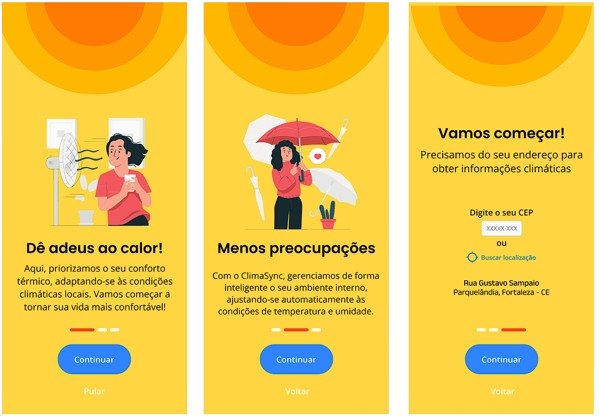 Dê adeus ao calor!
Aqui, priorizamos o seu conforto
térmico, adaptando-se às condições
climáticas locais. Vamos começar a
tornar sua vida mais confortável!
Continuar
Pular
Menos preocupações
Com o ClimaSync, gerenciamos de forma
inteligente o seu ambiente interno,
ajustando-se automaticamente às
condições de temperatura e umidade.
Continuar
Voltar
Vamos começar!
Precisamos do seu endereço para
obter informações climáticas
Digite o seu CEP
XXXXX-XXX
ou
Buscar localização
Rua Gustavo Sampaio
Parquelândia, Fortaleza - CE
Continuar
Voltar